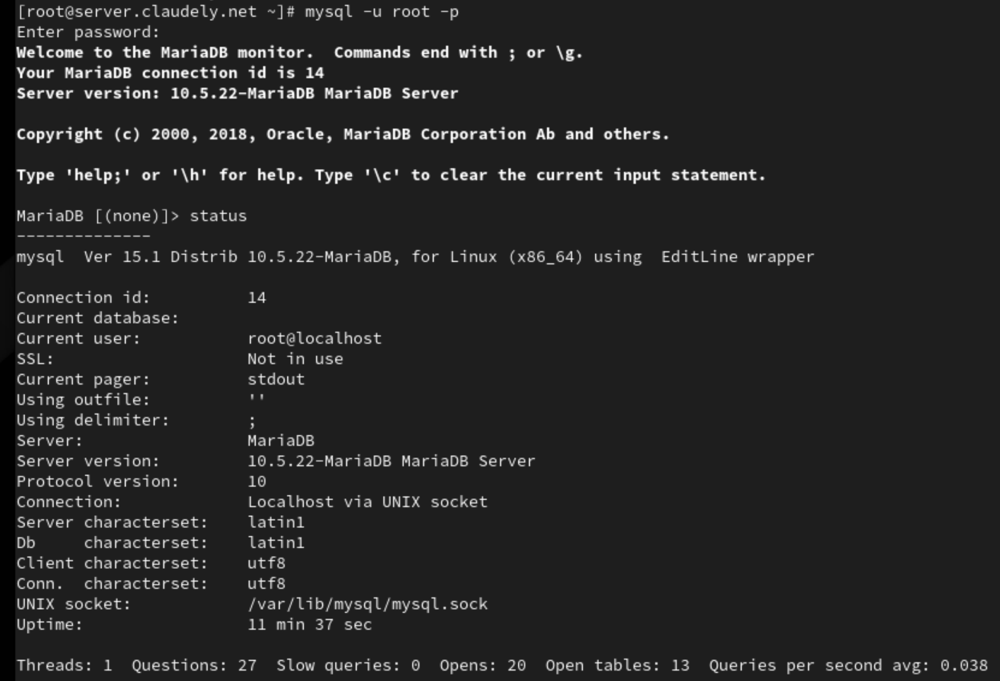 [root@server.claudely.net ~]# mysql -u root -p
Enter password:
Welcome to the MariaDB monitor.  Commands end with ; or \g.
Your MariaDB connection id is 14
Server version: 10.5.22-MariaDB MariaDB Server

Copyright (c) 2000, 2018, Oracle, MariaDB Corporation Ab and others.

Type 'help;' or '\h' for help. Type '\c' to clear the current input statement.

MariaDB [(none)]> status
--------------
mysql  Ver 15.1 Distrib 10.5.22-MariaDB, for Linux (x86_64) using  EditLine wrapper

Connection id:          14
Current database:
Current user:           root@localhost
SSL:                    Not in use
Current pager:          stdout
Using outfile:          ''
Using delimiter:        ;
Server:                 MariaDB
Server version:         10.5.22-MariaDB MariaDB Server
Protocol version:       10
Connection:             Localhost via UNIX socket
Server characterset:    latin1
Db     characterset:    latin1
Client characterset:    utf8
Conn.  characterset:    utf8
UNIX socket:            /var/lib/mysql/mysql.sock
Uptime:                 11 min 37 sec

Threads: 1  Questions: 27  Slow queries: 0  Opens: 20  Open tables: 13  Queries per second avg: 0.038